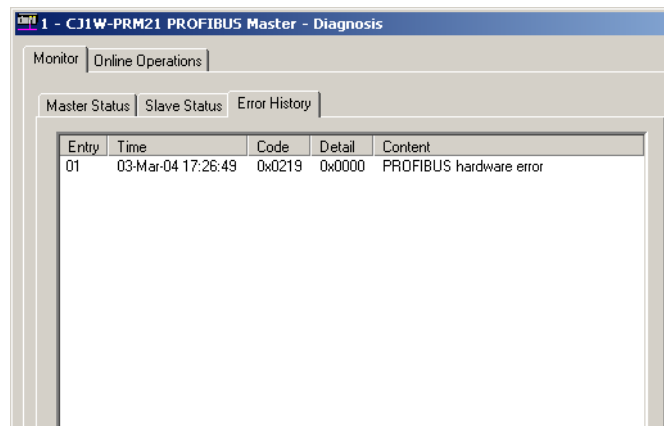 1 - CJ1W-PRM21 PROFIBUS Master - Diagnosis
Monitor Online Operations
Master Status Slave Status Error History
Entry Time Code Detail Content
01 03-Mar-04 17:26:49 0x0219 0x0000 PROFIBUS hardware error